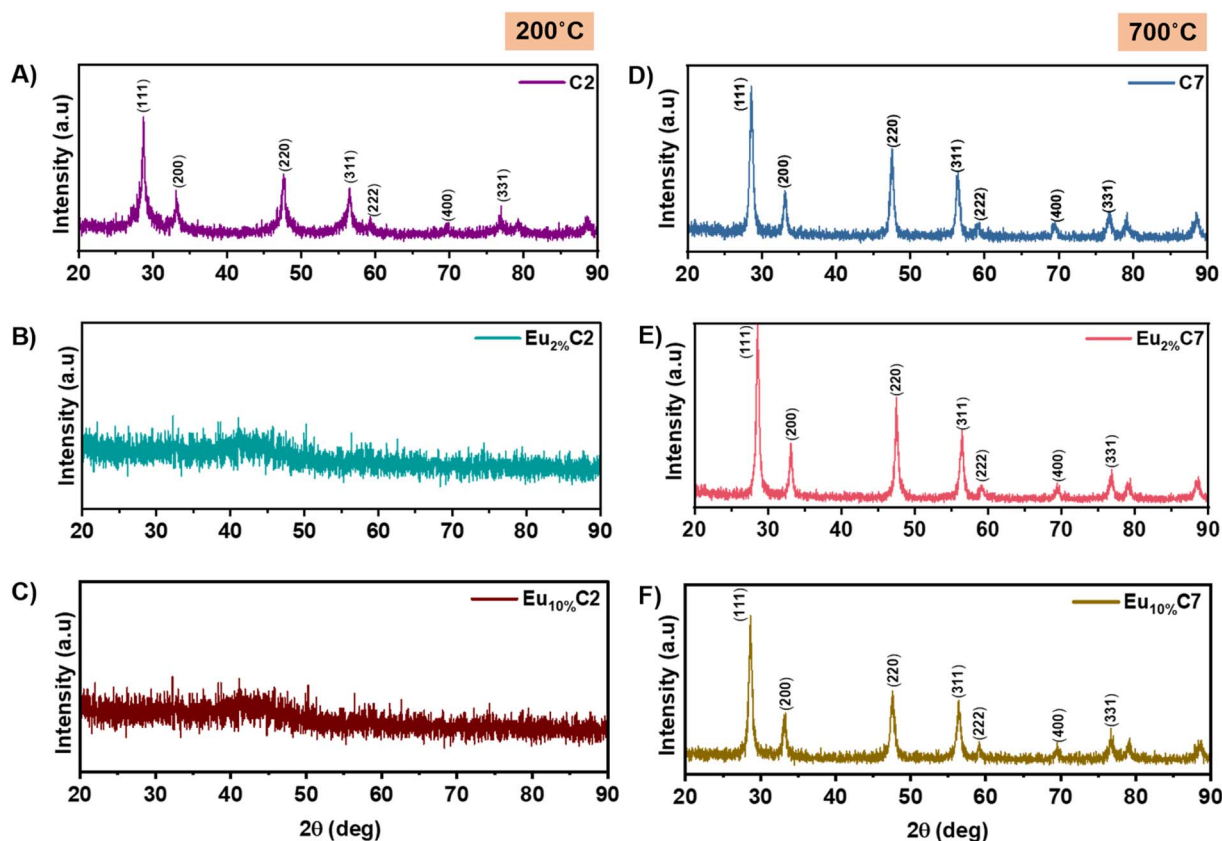 200°C
700°C
A)
C2
Intensity (a.u)
(111)
(200)
(220)
(311)
(222)
(400)
(331)
20 30 40 50 60 70 80 90
D)
C7
Intensity (a.u)
(111)
(200)
(220)
(311)
(222)
(400)
(331)
20 30 40 50 60 70 80 90
B)
Eu2%C2
Intensity (a.u)
20 30 40 50 60 70 80 90
E)
Eu2%C7
Intensity (a.u)
(111)
(200)
(220)
(311)
(222)
(400)
(331)
20 30 40 50 60 70 80 90
C)
Eu10%C2
Intensity (a.u)
20 30 40 50 60 70 80 90
2θ (deg)
F)
Eu10%C7
Intensity (a.u)
(111)
(200)
(220)
(311)
(222)
(400)
(331)
20 30 40 50 60 70 80 90
2θ (deg)